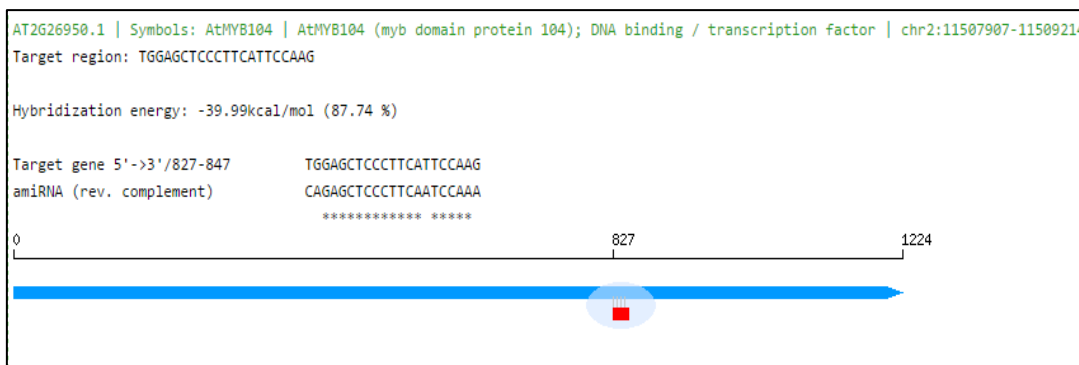 AT2G26950.1 | Symbols: AtMYB104 | AtMYB104 (myb domain protein 104); DNA binding / transcription factor | chr2:11507907-11509214
Target region: TGGAGCTCCCTTCATTCCAAG
Hybridization energy: -39.99kcal/mol (87.74 %)
Target gene 5'->3'/827-847 TGGAGCTCCCTTCATTCCAAG
amiRNA (rev. complement) CAGAGCTCCCTTCAATCCAAA
************ *****
0 827 1224